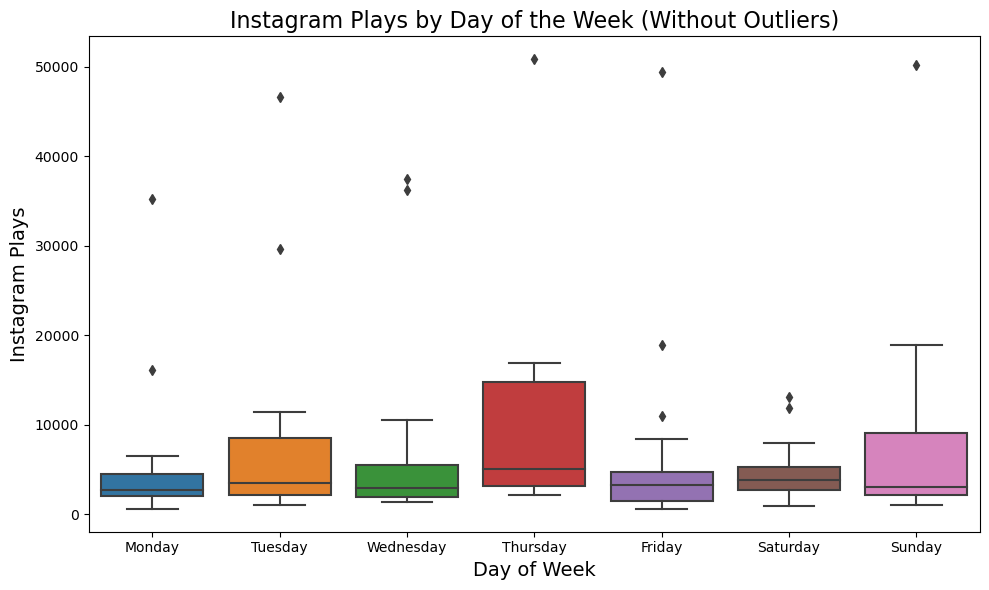 Instagram Plays by Day of the Week (Without Outliers)
50000
40000
30000
20000
10000
0
Instagram Plays
Monday Tuesday Wednesday Thursday Friday Saturday Sunday
Day of Week